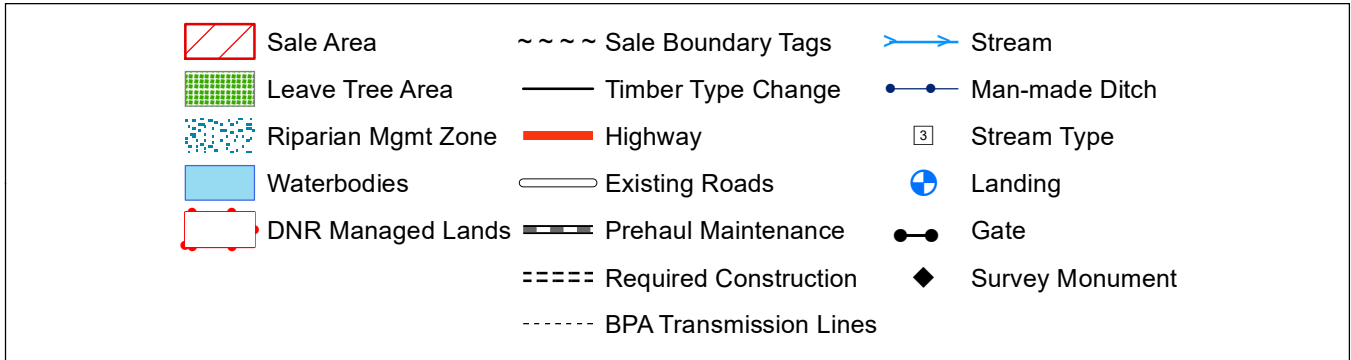 Sale Area
Leave Tree Area
Riparian Mgmt Zone
Waterbodies
DNR Managed Lands
Sale Boundary Tags
Timber Type Change
Highway
Existing Roads
Prehaul Maintenance
Required Construction
BPA Transmission Lines
Stream
Man-made Ditch
3 Stream Type
Landing
Gate
Survey Monument